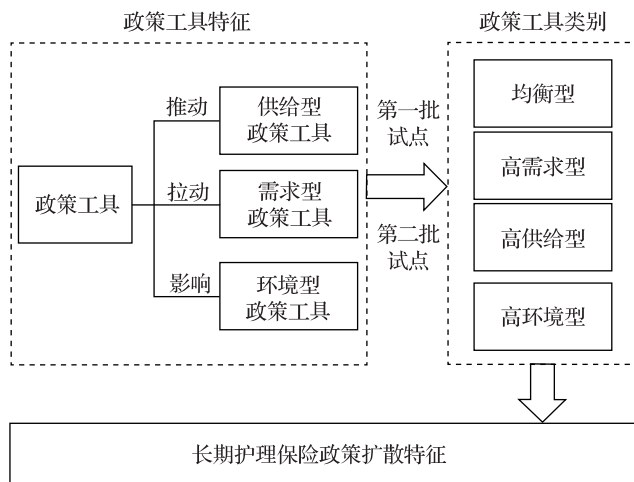 政策工具特征
政策工具类别
政策工具
推动
供给型
政策工具
拉动
需求型
政策工具
影响
环境型
政策工具
第一批
试点
第二批
试点
均衡型
高需求型
高供给型
高环境型
长期护理保险政策扩散特征